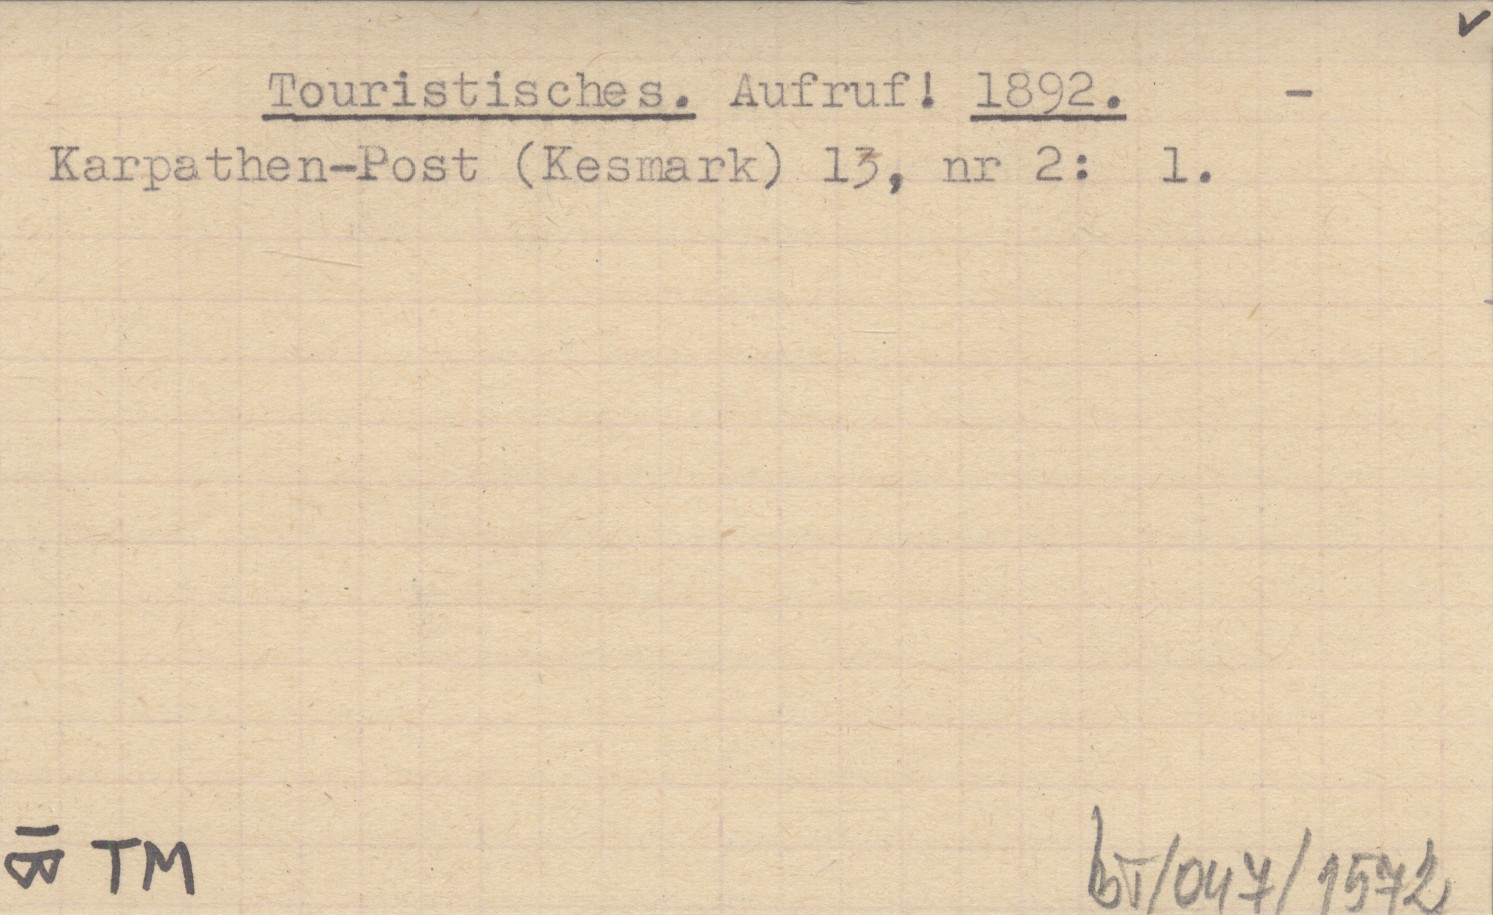 Touristisches. Aufruf! 1892. -
Karpathen-Post (Kesmark) 13, nr 2: 1.
TM
bT/047/1572